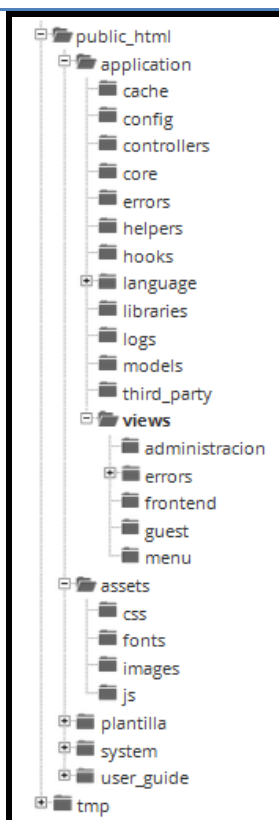 public_html
application
cache
config
controllers
core
errors
helpers
hooks
language
libraries
logs
models
third_party
views
administracion
errors
frontend
guest
menu
assets
css
fonts
images
js
plantilla
system
user_guide
tmp